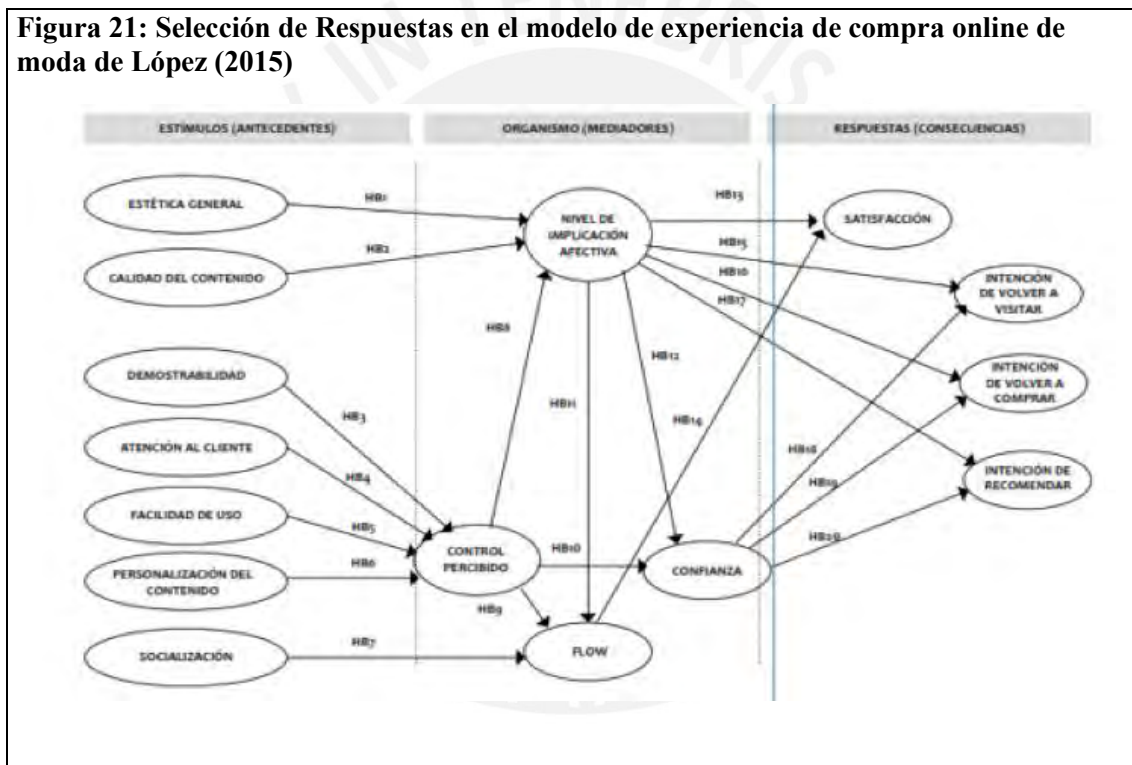 Figura 21: Selección de Respuestas en el modelo de experiencia de compra online de
moda de López (2015)
ESTÍMULOS (ANTECEDENTES)
ORGANISMO (MEDIADORES)
RESPUESTAS (CONSECUENCIAS)
ESTÉTICA GENERAL
HB1
NIVEL DE
IMPLICACIÓN
AFECTIVA
HB13
SATISFACCIÓN
CALIDAD DEL CONTENIDO
HB2
HB15
HB16
HB17
INTENCIÓN
DE VOLVER A
VISITAR
HB8
HB12
DEMOSTRABILIDAD
HB3
HB11
HB14
INTENCIÓN
DE VOLVER A
COMPRAR
ATENCIÓN AL CLIENTE
HB4
HB18
HB19
INTENCIÓN DE
RECOMENDAR
FACILIDAD DE USO
HB5
CONTROL
PERCIBIDO
HB10
CONFIANZA
HB20
PERSONALIZACIÓN DEL
CONTENIDO
HB6
HB9
SOCIALIZACIÓN
HB7
FLOW
IN TENEBRIS